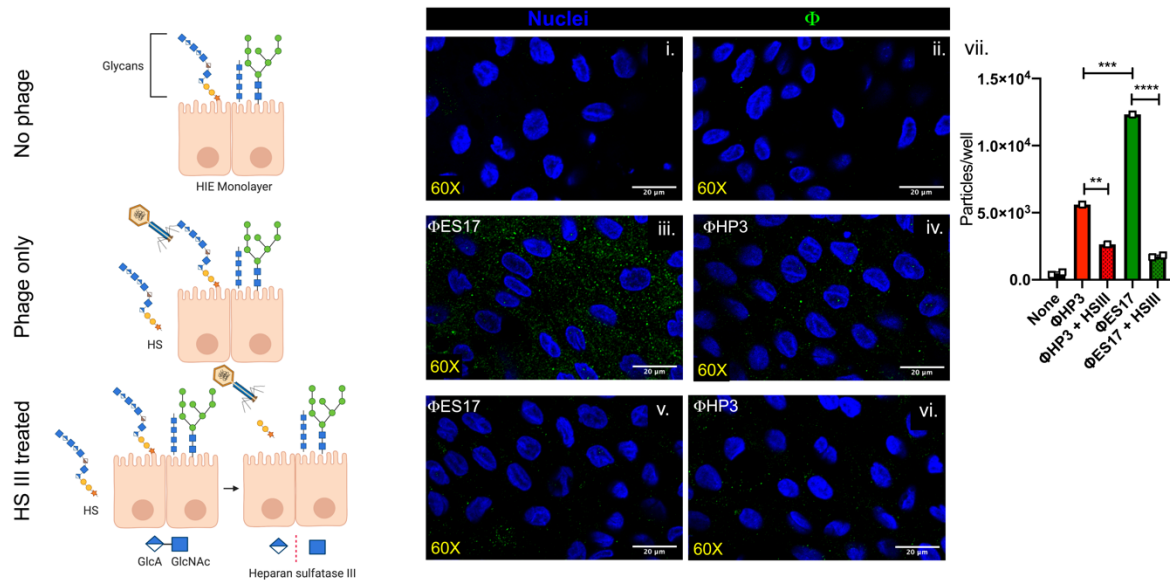 No phage
Glycans
HIE Monolayer
Phage only
HS
HS III treated
HS
GlcA GlcNAc
Heparan sulfatase III
Nuclei Φ
i.
60X
20 μm
ii.
60X
20 μm
ΦES17 iii.
60X
20 μm
ΦHP3 iv.
60X
20 μm
ΦES17 v.
60X
20 μm
ΦHP3 vi.
60X
20 μm
vii.
Particles/well
1.5×10⁴
1.0×10⁴
5.0×10³
0.0
***
****
**
None
ΦHP3
ΦHP3 + HSIII
ΦES17
ΦES17 + HSIII